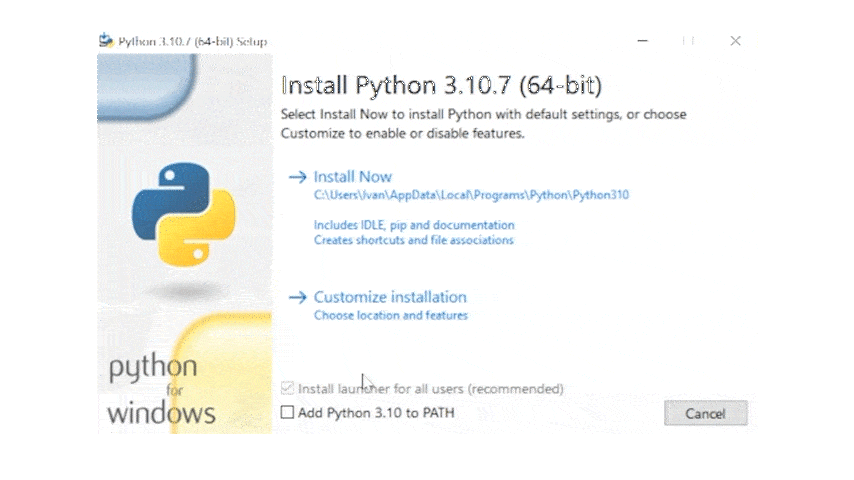 Python 3.10.7 (64-bit) Setup
Install Python 3.10.7 (64-bit)
Select Install Now to install Python with default settings, or choose
Customize to enable or disable features.
Install Now
C:\Users\Ivan\AppData\Local\Programs\Python\Python310
Includes IDLE, pip and documentation
Creates shortcuts and file associations
Customize installation
Choose location and features
python
for
windows
Install launcher for all users (recommended)
Add Python 3.10 to PATH
Cancel